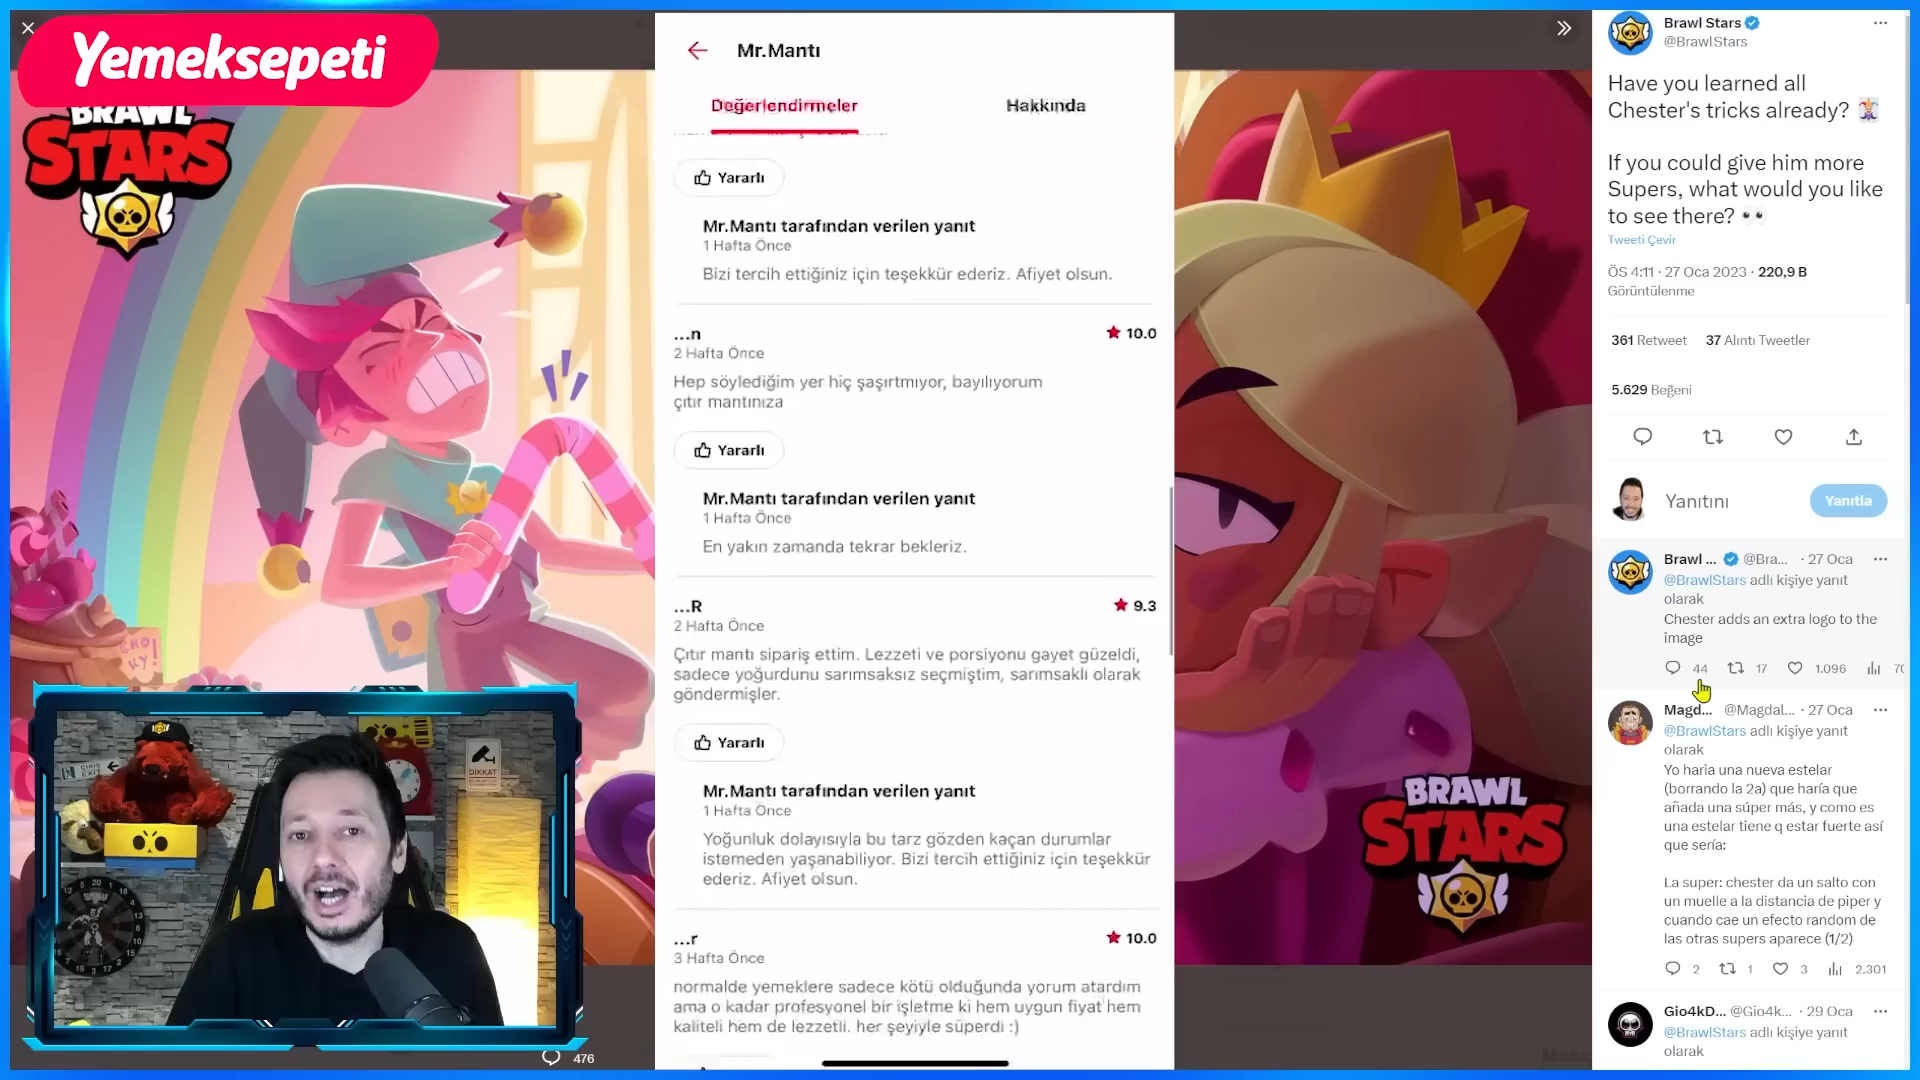 Yemeksepeti
BRAWL
STARS
CHO
KY!
ÇIKIŞ
EXIT
DİKKAT
476
Mr.Mantı
Değerlendirmeler
Hakkında
Yararlı
Mr.Mantı tarafından verilen yanıt
1 Hafta Önce
Bizi tercih ettiğiniz için teşekkür ederiz. Afiyet olsun.
...n
10.0
2 Hafta Önce
Hep söylediğim yer hiç şaşırtmıyor, bayılıyorum
çıtır mantınıza
Yararlı
Mr.Mantı tarafından verilen yanıt
1 Hafta Önce
En yakın zamanda tekrar bekleriz.
...R
9.3
2 Hafta Önce
Çıtır mantı sipariş ettim. Lezzeti ve porsiyonu gayet güzeldi,
sadece yoğurdunu sarımsaksız seçmiştim, sarımsaklı olarak
göndermişler.
Yararlı
Mr.Mantı tarafından verilen yanıt
1 Hafta Önce
Yoğunluk dolayısıyla bu tarz gözden kaçan durumlar
istemeden yaşanabiliyor. Bizi tercih ettiğiniz için teşekkür
ederiz. Afiyet olsun.
...r
10.0
3 Hafta Önce
normalde yemeklere sadece kötü olduğunda yorum atardım
ama o kadar profesyonel bir işletme ki hem uygun fiyat hem
kaliteli hem de lezzetli. her şeyiyle süperdi :)
BRAWL
STARS
Brawl Stars
@BrawlStars
Have you learned all
Chester's tricks already? 🃏
If you could give him more
Supers, what would you like
to see there? 👀
Tweeti Çevir
ÖS 4:11 · 27 Oca 2023 · 220,9 B
Görüntülenme
361 Retweet 37 Alıntı Tweetler
5.629 Beğeni
Yanıtını
Yanıtla
Brawl ... @Bra... · 27 Oca
@BrawlStars adlı kişiye yanıt
olarak
Chester adds an extra logo to the
image
44 17 1.096 70
Magd... @Magdal... · 27 Oca
@BrawlStars adlı kişiye yanıt
olarak
Yo haria una nueva estelar
(borrando la 2a) que haría que
añada una súper más, y como es
una estelar tiene q estar fuerte así
que sería:
La super: chester da un salto con
un muelle a la distancia de piper y
cuando cae un efecto random de
las otras supers aparece (1/2)
2 1 3 2.301
Gio4kD... @Gio4k... · 29 Oca
@BrawlStars adlı kişiye yanıt
olarak